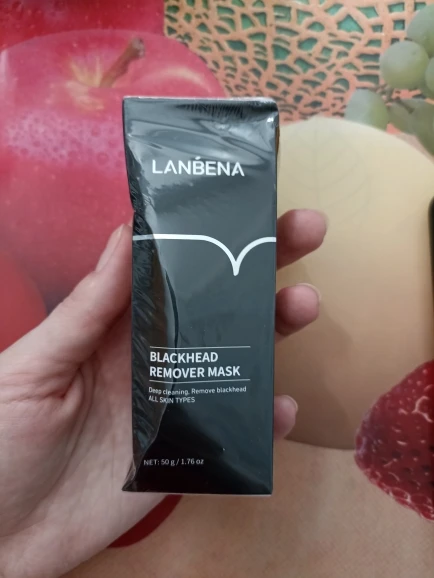 LANBENA
BLACKHEAD
REMOVER MASK
Deep cleaning, Remove blackhead
ALL SKIN TYPES
NET: 50 g / 1.76 oz